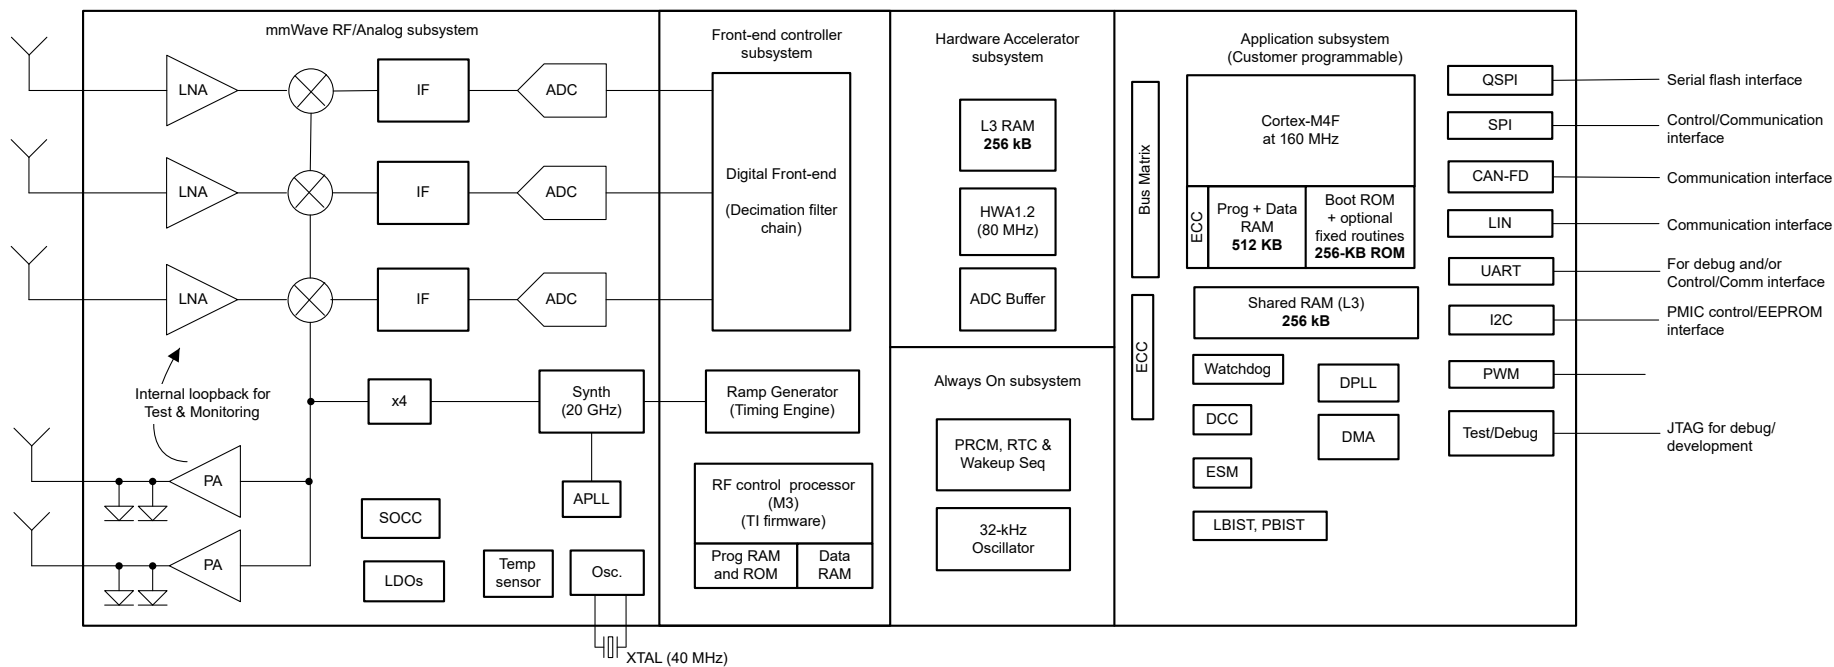 mmWave RF/Analog subsystem
LNA
IF
ADC
LNA
IF
ADC
LNA
IF
ADC
Internal loopback for
Test & Monitoring
x4
Synth
(20 GHz)
PA
APLL
SOCC
PA
LDOs
Temp
sensor
Osc.
XTAL (40 MHz)
Front-end controller
subsystem
Digital Front-end
(Decimation filter
chain)
Ramp Generator
(Timing Engine)
RF control processor
(M3)
(TI firmware)
Prog RAM
and ROM
Data
RAM
Hardware Accelerator
subsystem
L3 RAM
256 kB
HWA1.2
(80 MHz)
ADC Buffer
Always On subsystem
PRCM, RTC &
Wakeup Seq
32-kHz
Oscillator
Application subsystem
(Customer programmable)
Bus Matrix
Cortex-M4F
at 160 MHz
ECC
Prog + Data
RAM
512 KB
Boot ROM
+ optional
fixed routines
256-KB ROM
ECC
Shared RAM (L3)
256 kB
Watchdog
DPLL
DCC
DMA
ESM
LBIST, PBIST
QSPI
Serial flash interface
SPI
Control/Communication
interface
CAN-FD
Communication interface
LIN
Communication interface
UART
For debug and/or
Control/Comm interface
I2C
PMIC control/EEPROM
interface
PWM
Test/Debug
JTAG for debug/
development